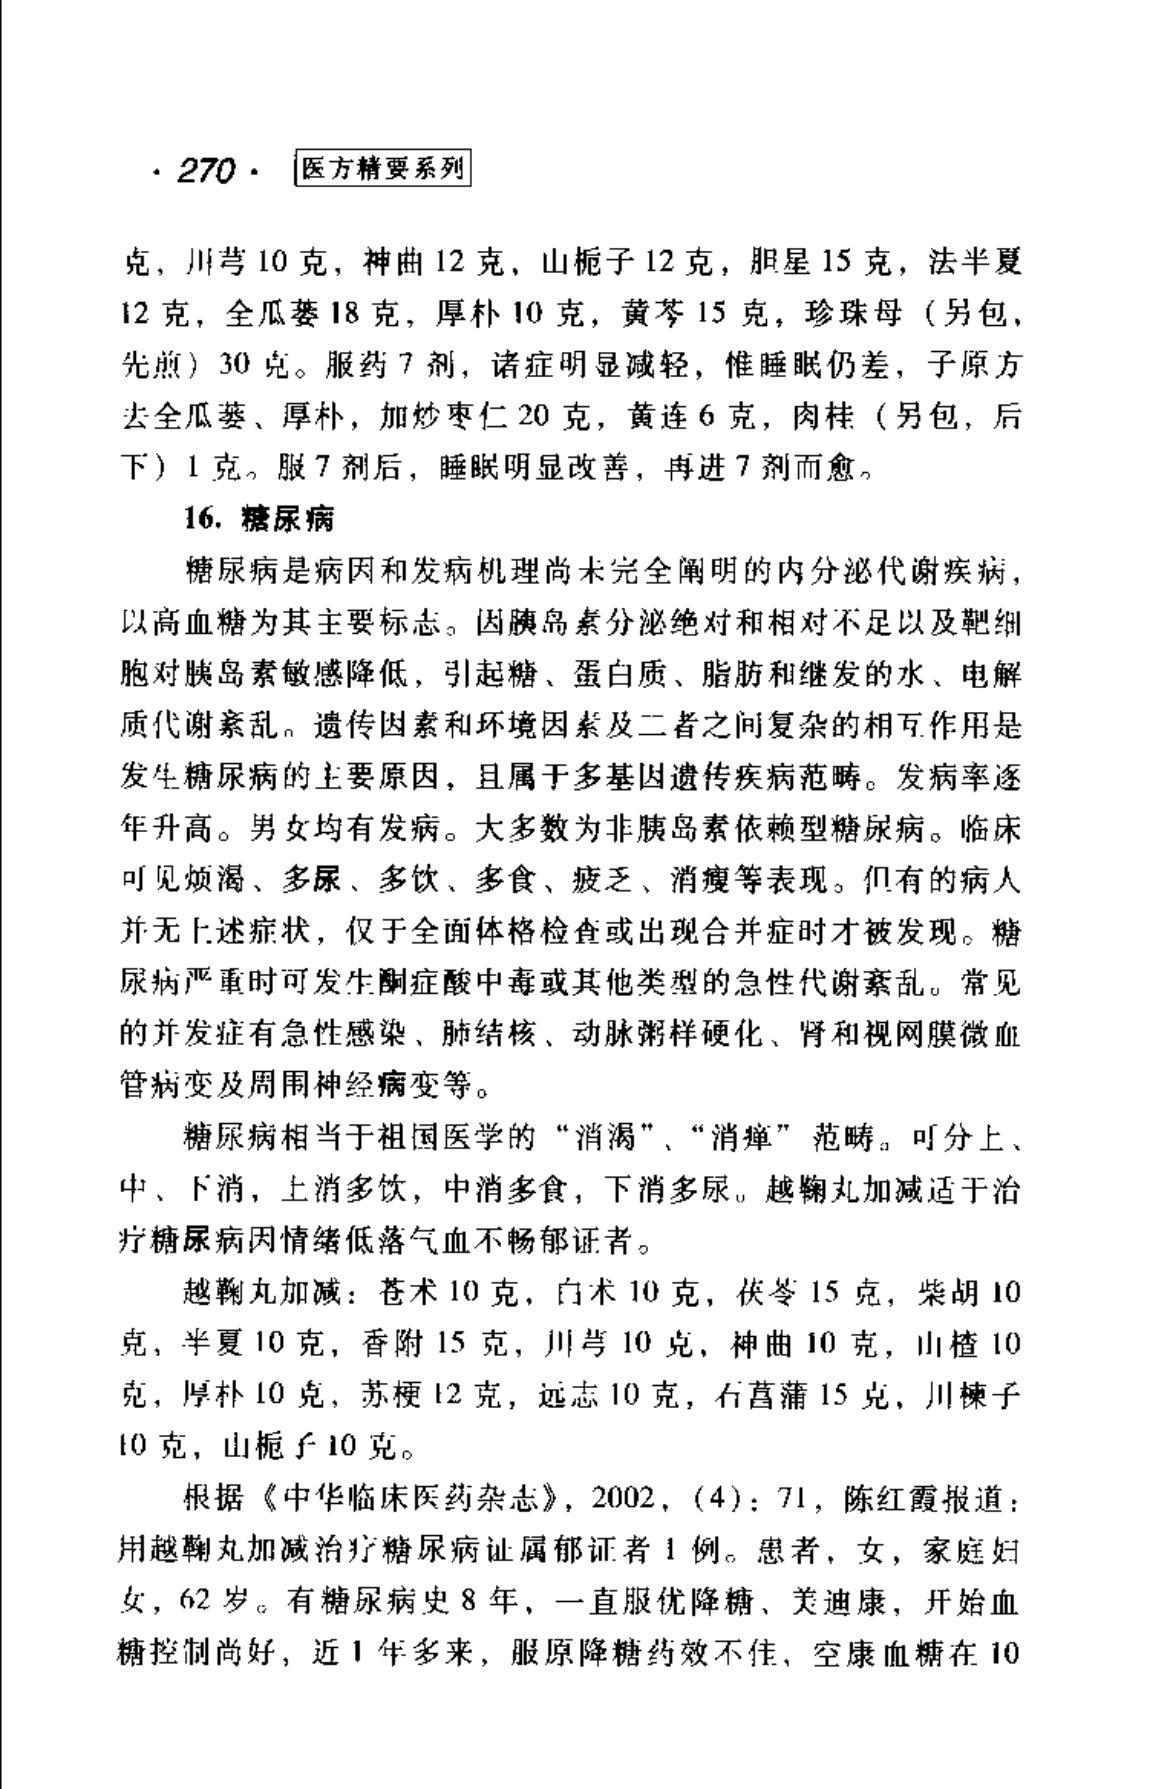 · 270 · 医方精要系列
克，川芎 10 克，神曲 12 克，山栀子 12 克，胆星 15 克，法半夏
12 克，全瓜蒌 18 克，厚朴 10 克，黄芩 15 克，珍珠母（另包，
先煎）30 克。服药 7 剂，诸症明显减轻，惟睡眠仍差，子原方
去全瓜蒌、厚朴，加炒枣仁 20 克，黄连 6 克，肉桂（另包，后
下）1 克。服 7 剂后，睡眠明显改善，再进 7 剂而愈。
16. 糖尿病
糖尿病是病因和发病机理尚未完全阐明的内分泌代谢疾病，
以高血糖为其主要标志。因胰岛素分泌绝对和相对不足以及靶细
胞对胰岛素敏感降低，引起糖、蛋白质、脂肪和继发的水、电解
质代谢紊乱。遗传因素和环境因素及二者之间复杂的相互作用是
发生糖尿病的主要原因，且属于多基因遗传疾病范畴。发病率逐
年升高。男女均有发病。大多数为非胰岛素依赖型糖尿病。临床
可见烦渴、多尿、多饮、多食、疲乏、消瘦等表现。但有的病人
并无上述症状，仅于全面体格检查或出现合并症时才被发现。糖
尿病严重时可发生酮症酸中毒或其他类型的急性代谢紊乱。常见
的并发症有急性感染、肺结核、动脉粥样硬化、肾和视网膜微血
管病变及周围神经病变等。
糖尿病相当于祖国医学的“消渴”、“消瘅”范畴。可分上、
中、下消，上消多饮，中消多食，下消多尿。越鞠丸加减适于治
疗糖尿病因情绪低落气血不畅郁证者。
越鞠丸加减：苍术 10 克，白术 10 克，茯苓 15 克，柴胡 10
克，半夏 10 克，香附 15 克，川芎 10 克，神曲 10 克，山楂 10
克，厚朴 10 克，苏梗 12 克，远志 10 克，石菖蒲 15 克，川楝子
10 克，山栀子 10 克。
根据《中华临床医药杂志》，2002，（4）：71，陈红霞报道：
用越鞠丸加减治疗糖尿病证属郁证者 1 例。患者，女，家庭妇
女，62 岁。有糖尿病史 8 年，一直服优降糖、美迪康，开始血
糖控制尚好，近 1 年多来，服原降糖药效不佳，空康血糖在 10